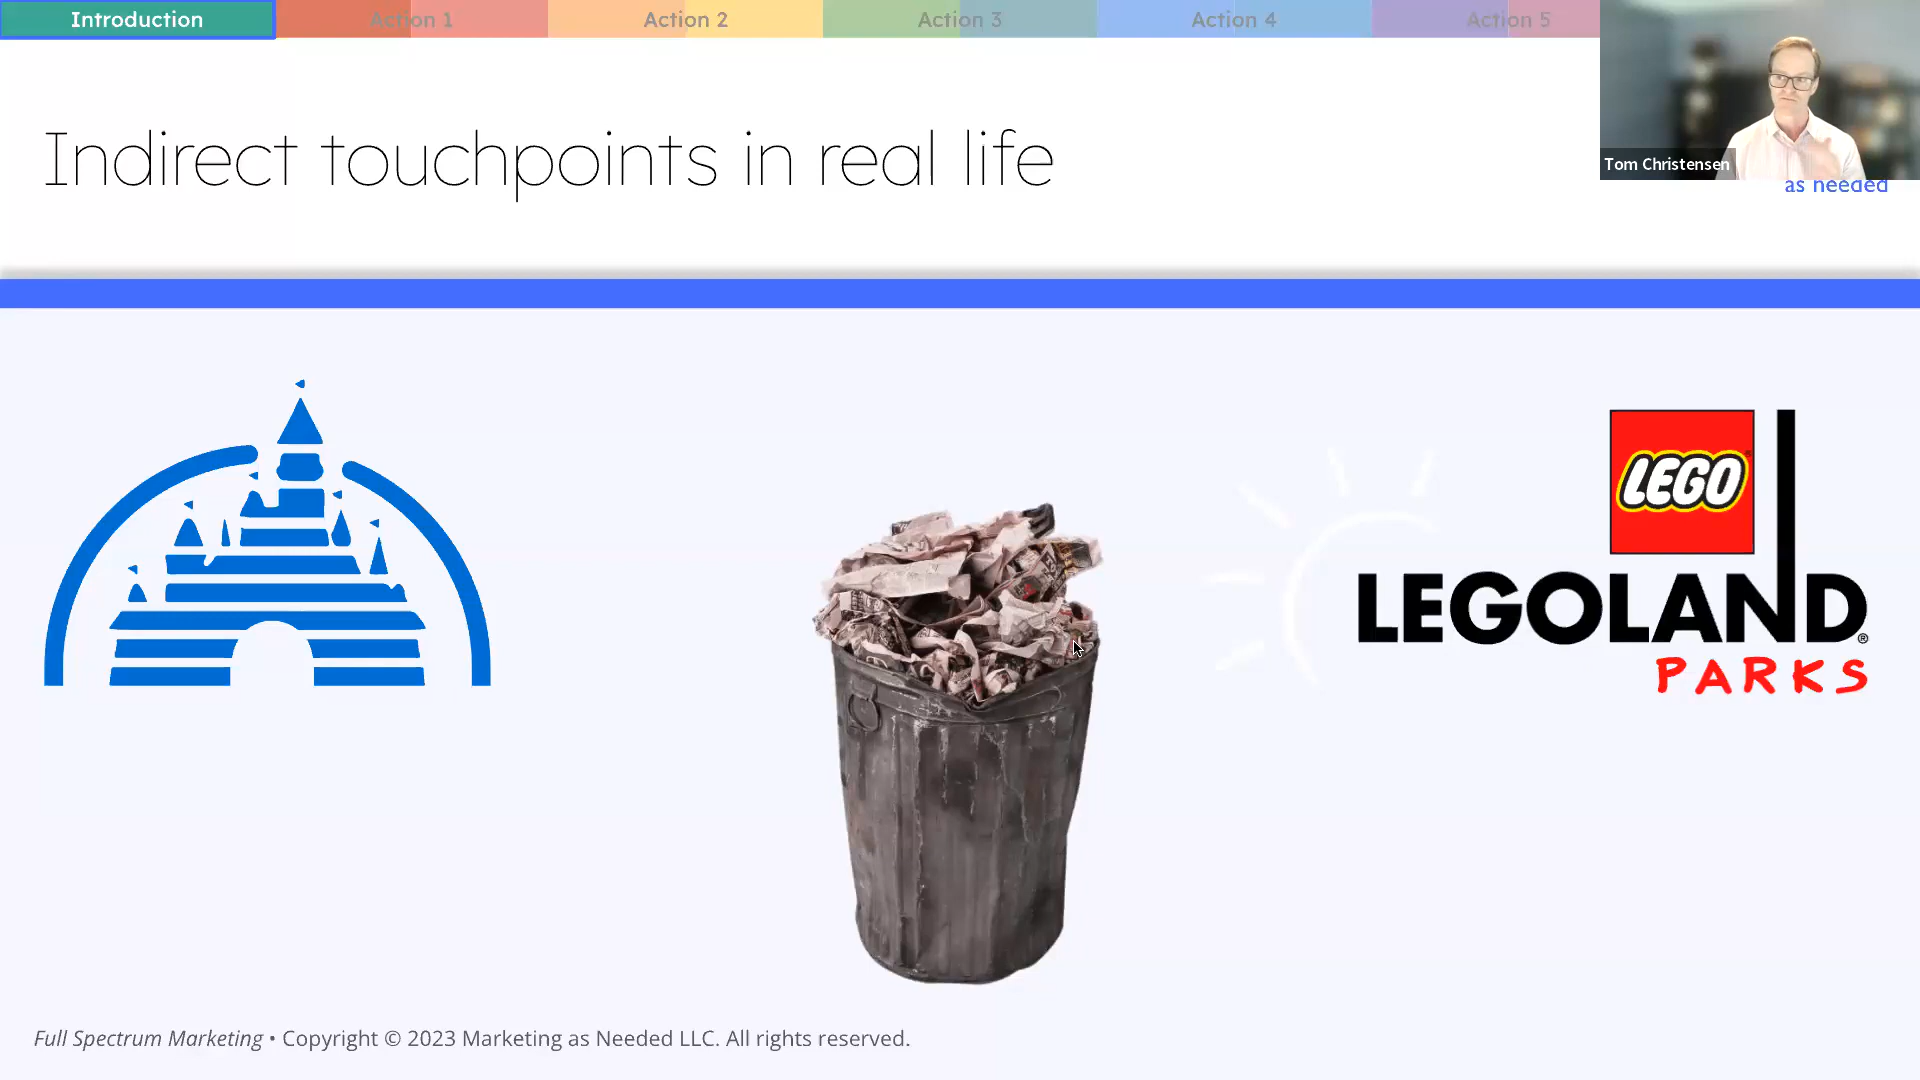 Introduction
Action 1
Action 2
Action 3
Action 4
Action 5
Indirect touchpoints in real life
Tom Christensen
as needed
LEGO
LEGOLAND®
PARKS
Full Spectrum Marketing • Copyright © 2023 Marketing as Needed LLC. All rights reserved.